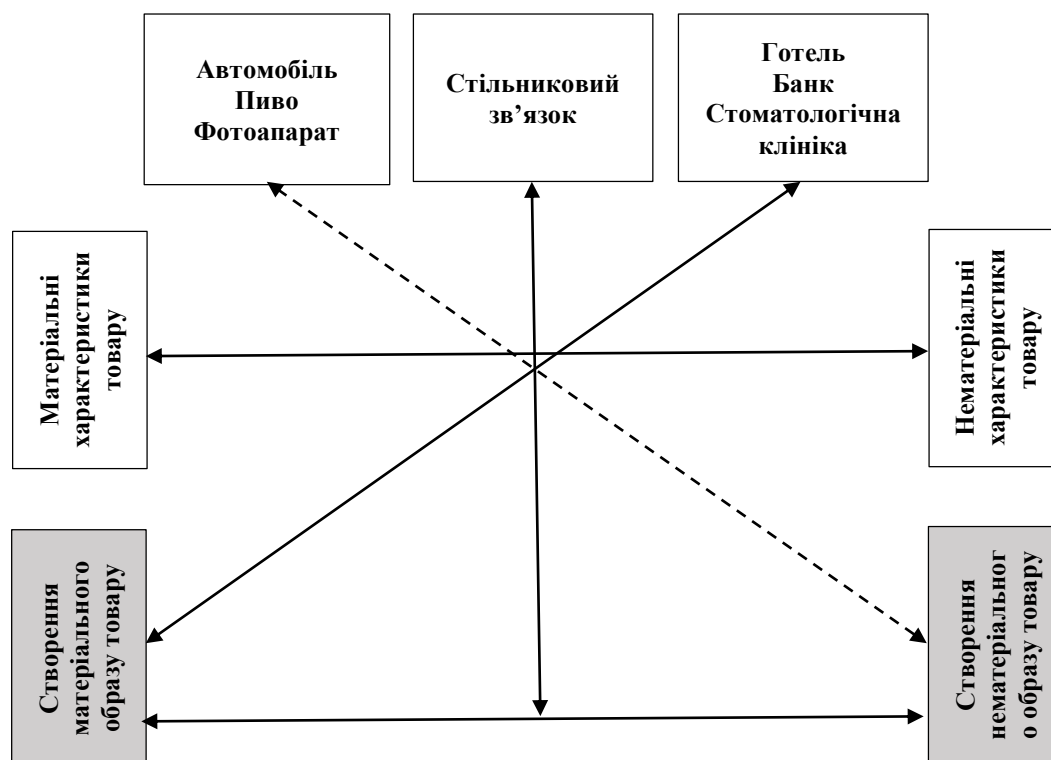 Автомобіль
Пиво
Фотоапарат
Стільниковий
зв’язок
Готель
Банк
Стоматологічна
клініка
Матеріальні
характеристики
товару
Нематеріальні
характеристики
товару
Створення
матеріального
образу товару
Створення
нематеріальног
о образу товару